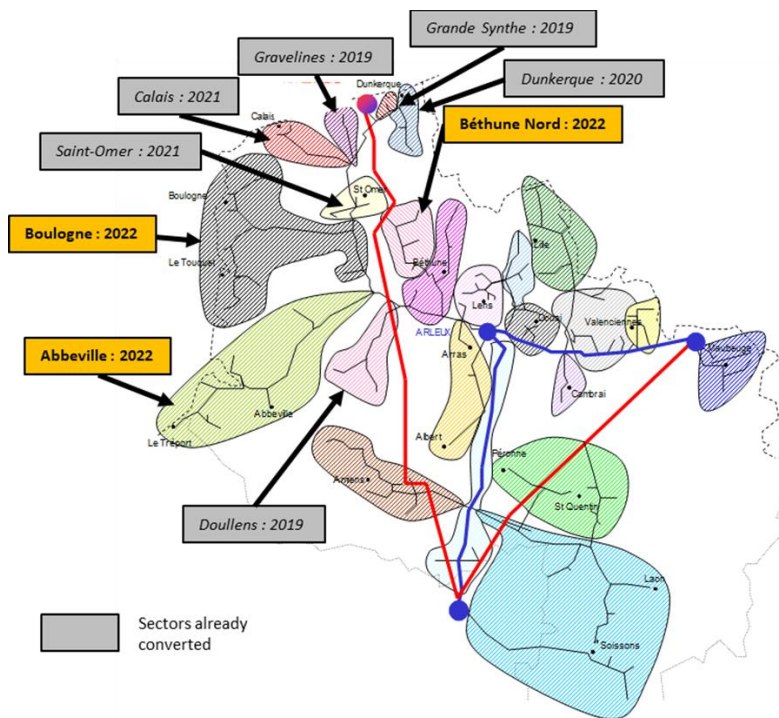 Grande Synthe : 2019
Gravelines : 2019
Dunkerque : 2020
Calais : 2021
Béthune Nord : 2022
Saint-Omer : 2021
Boulogne : 2022
Abbeville : 2022
Doullens : 2019
Dunkerque
Calais
St Omer
Boulogne
Le Touquet
Béthune
Lille
Lens
ARLEUX
Douai
Valenciennes
Maubeuge
Arras
Cambrai
Abbeville
Le Tréport
Albert
Péronne
Amiens
St Quentin
Laon
Soissons
Sectors already
converted